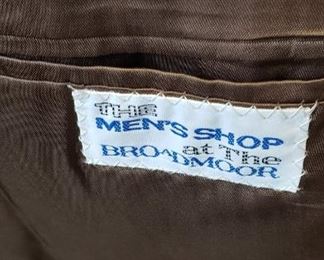 THE
MEN'S SHOP
at The
BROADMOOR